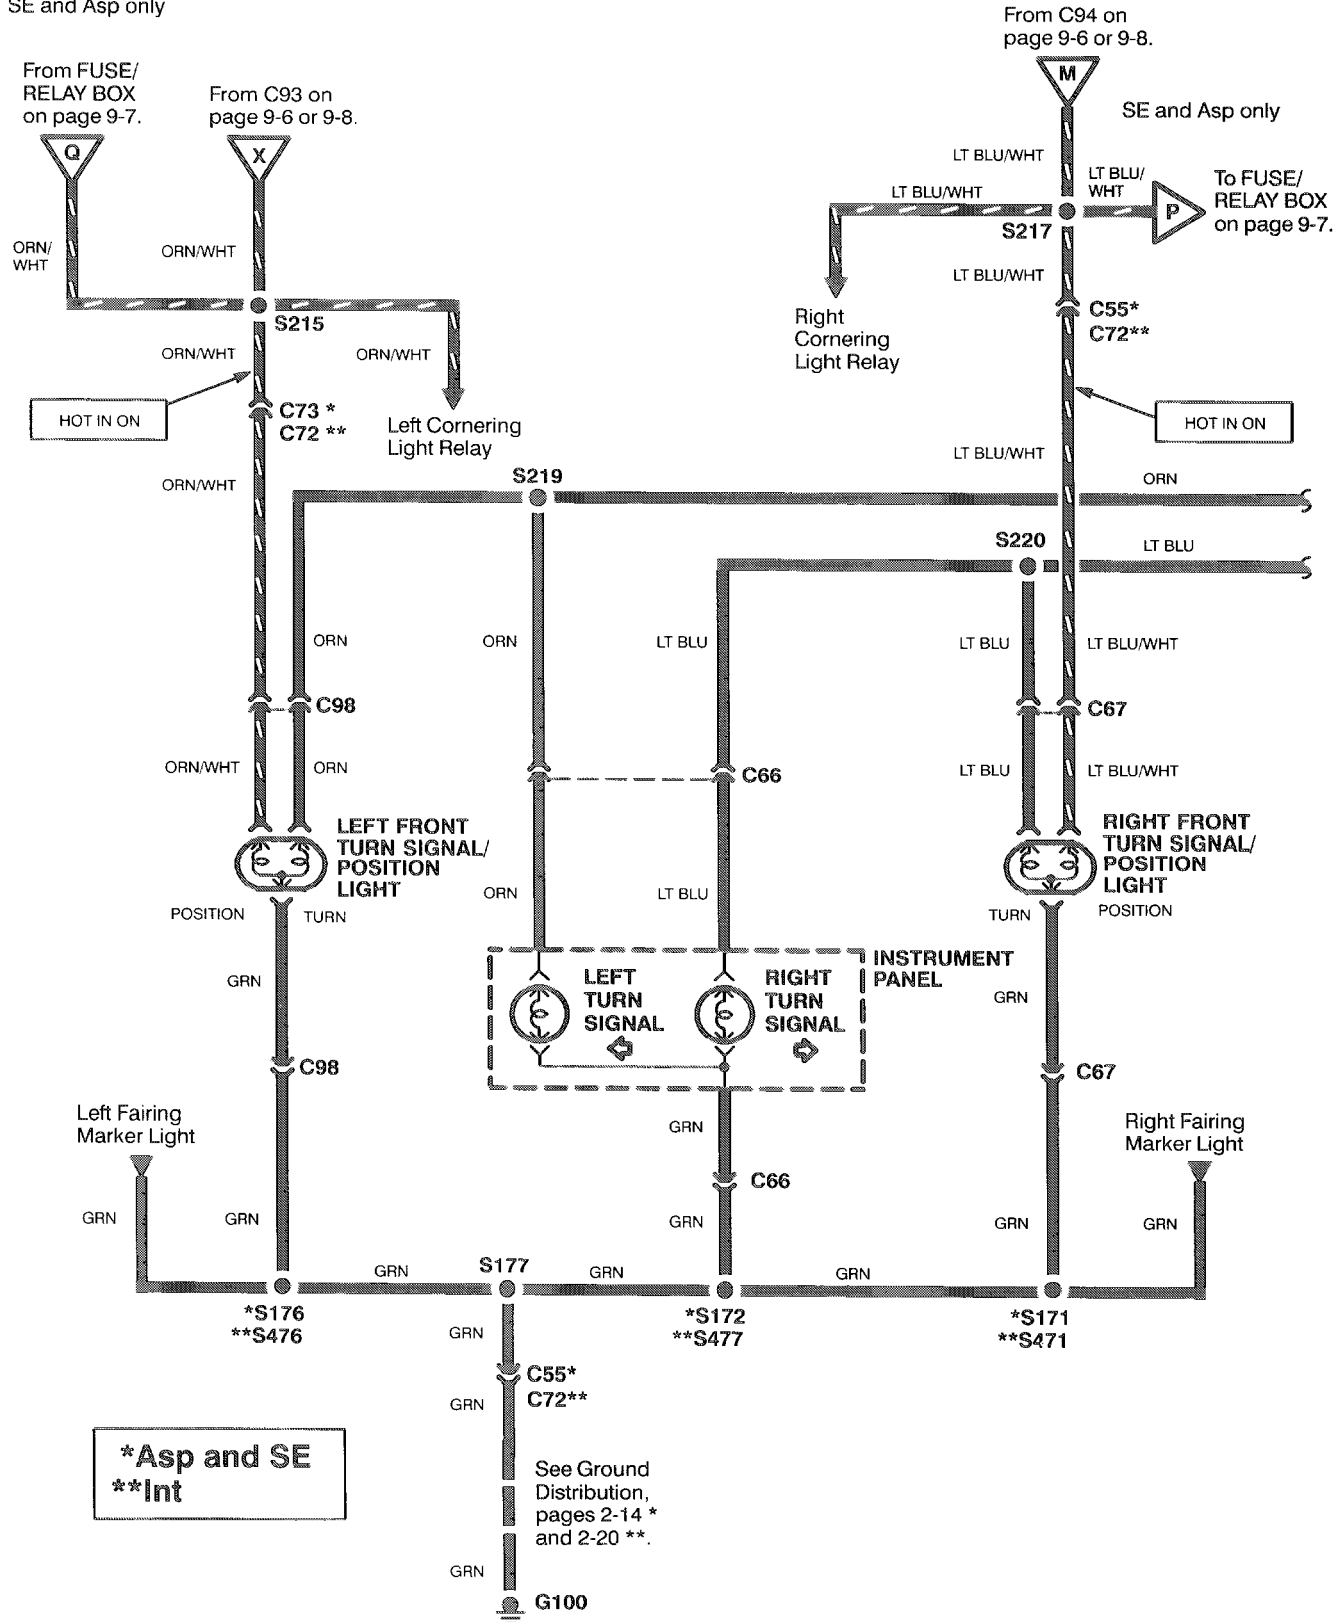 SE and Asp only
From C94 on
page 9-6 or 9-8.
From FUSE/
RELAY BOX
on page 9-7.
From C93 on
page 9-6 or 9-8.
M
SE and Asp only
Q
X
LT BLU/WHT
LT BLU/WHT
LT BLU/
WHT
To FUSE/
RELAY BOX
on page 9-7.
P
S217
ORN/
WHT
ORN/WHT
LT BLU/WHT
S215
C55*
C72**
Right
Cornering
Light Relay
ORN/WHT
ORN/WHT
HOT IN ON
C73 *
C72 **
Left Cornering
Light Relay
HOT IN ON
LT BLU/WHT
ORN/WHT
S219
ORN
S220
LT BLU
ORN
ORN
LT BLU
LT BLU
LT BLU/WHT
C98
C67
ORN/WHT
ORN
C66
LT BLU
LT BLU/WHT
LEFT FRONT
TURN SIGNAL/
POSITION
LIGHT
RIGHT FRONT
TURN SIGNAL/
POSITION
LIGHT
ORN
LT BLU
POSITION
TURN
TURN
POSITION
INSTRUMENT
PANEL
LEFT
TURN
SIGNAL
RIGHT
TURN
SIGNAL
GRN
GRN
C98
C67
Left Fairing
Marker Light
GRN
Right Fairing
Marker Light
C66
GRN
GRN
GRN
GRN
GRN
GRN
S177
GRN
GRN
*S176
**S476
*S172
**S477
*S171
**S471
GRN
C55*
C72**
GRN
*Asp and SE
**Int
See Ground
Distribution,
pages 2-14 *
and 2-20 **.
GRN
G100